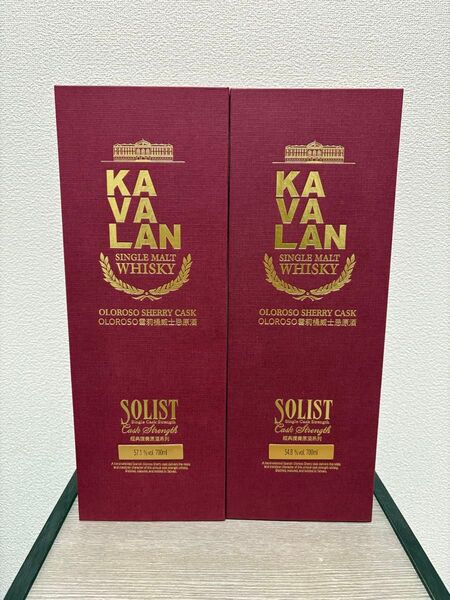 KA
VA
LAN
SINGLE MALT
WHISKY
OLOROSO SHERRY CASK
OLOROSO雪莉桶威士忌原酒
SOLIST
Single Cask Strength
Cask Strength
經典獨奏原酒系列
57.1 % vol. 700ml
KA
VA
LAN
SINGLE MALT
WHISKY
OLOROSO SHERRY CASK
OLOROSO雪莉桶威士忌原酒
SOLIST
Single Cask Strength
Cask Strength
經典獨奏原酒系列
54.8 % vol. 700ml